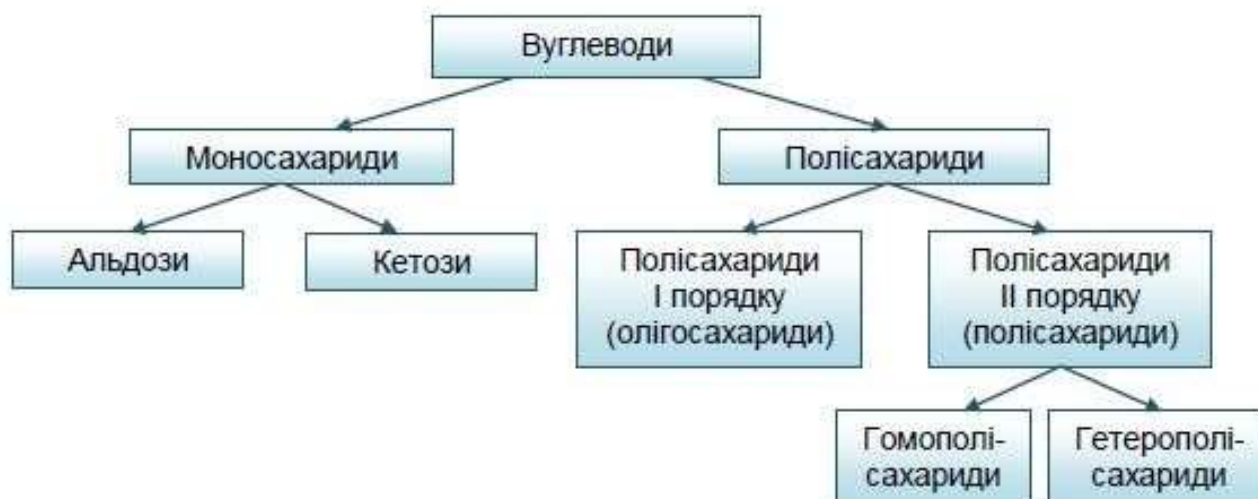 Вуглеводи
Моносахариди
Полісахариди
Альдози
Кетози
Полісахариди
І порядку
(олігосахариди)
Полісахариди
ІІ порядку
(полісахариди)
Гомополі-
сахариди
Гетерополі-
сахариди